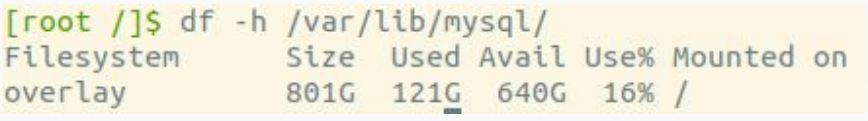 [root /]$ df -h /var/lib/mysql/
Filesystem      Size  Used Avail Use% Mounted on
overlay         801G  121G  640G  16% /